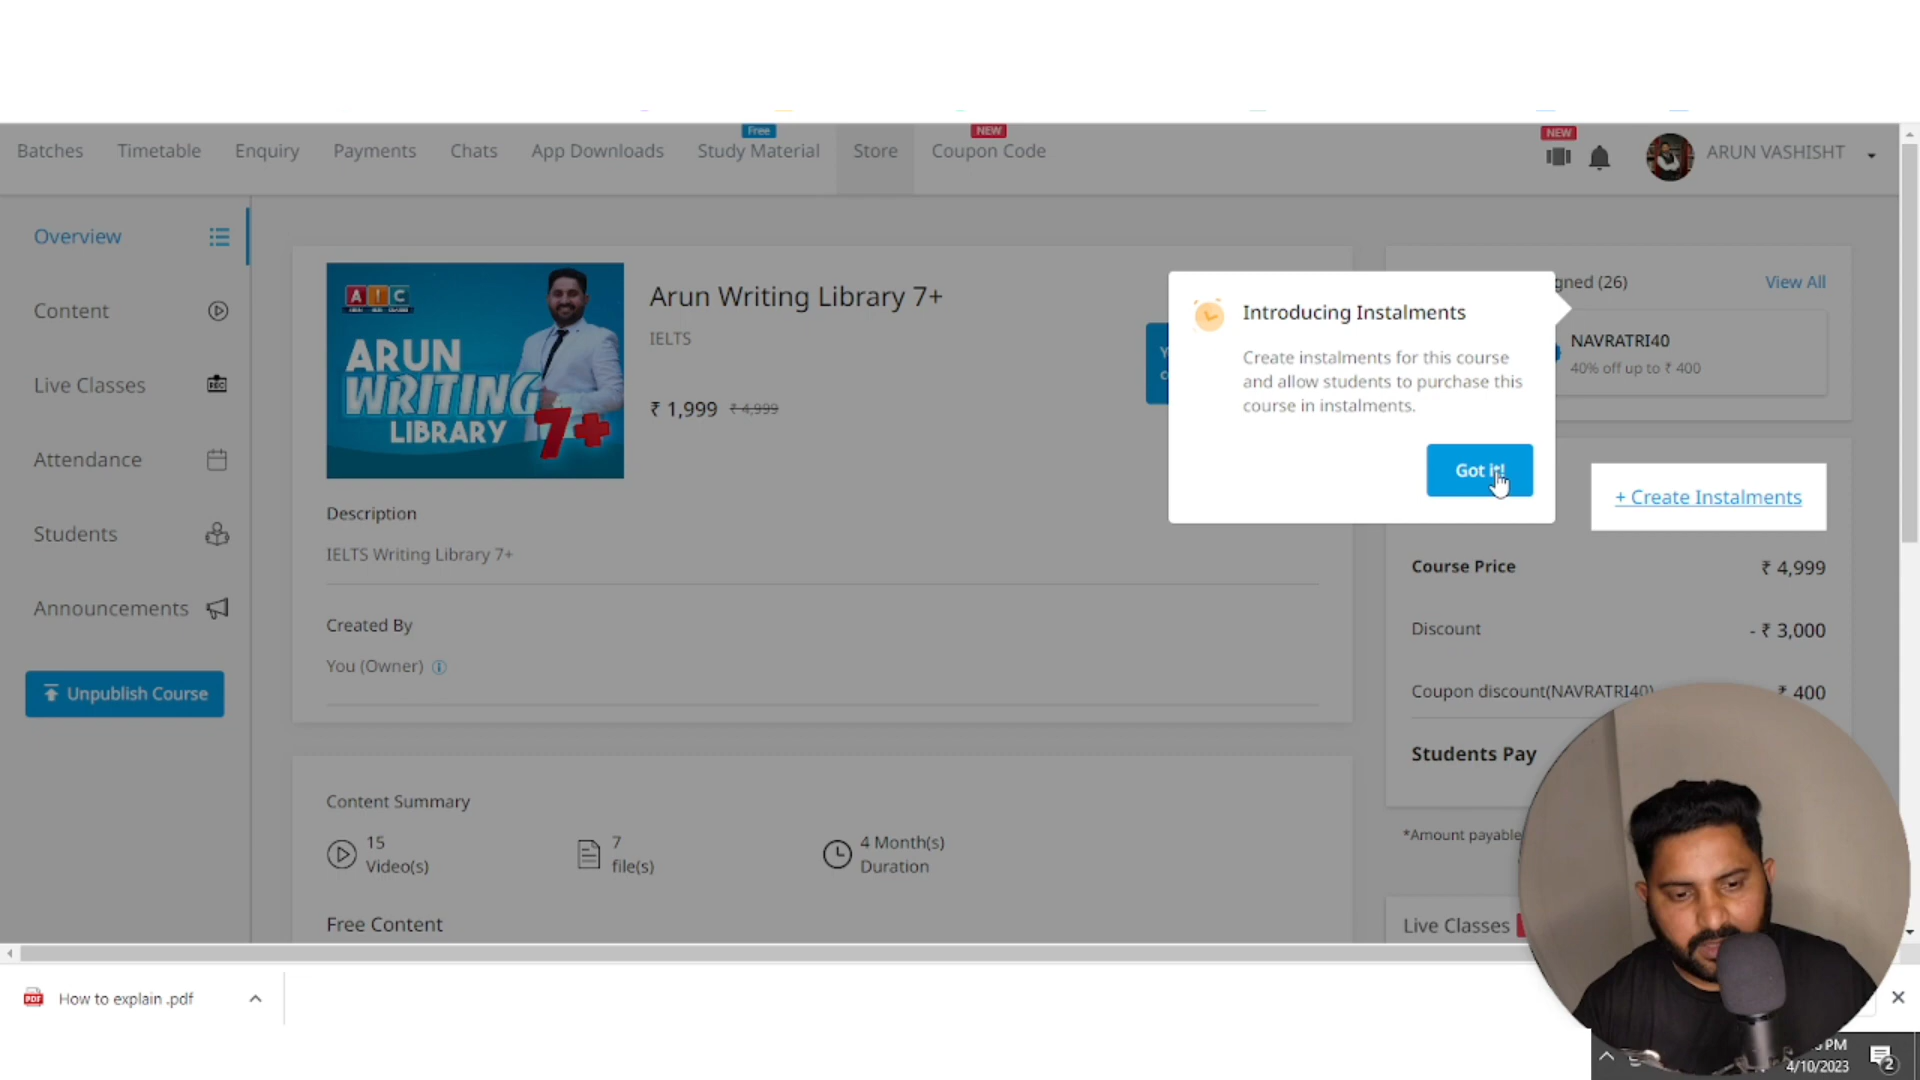 Free
NEW
NEW
Batches
Timetable
Enquiry
Payments
Chats
App Downloads
Study Material
Store
Coupon Code
ARUN VASHISHT
Overview
Content
Live Classes
REC
Attendance
Students
Announcements
Unpublish Course
AIC
ARUN
WRITING
LIBRARY 7+
Arun Writing Library 7+
IELTS
₹ 1,999 ₹ 4,999
Description
IELTS Writing Library 7+
Created By
You (Owner)
Content Summary
15
Video(s)
7
file(s)
4 Month(s)
Duration
Free Content
Introducing Instalments
Create instalments for this course
and allow students to purchase this
course in instalments.
Got it!
gned (26)
View All
NAVRATRI40
40% off up to ₹ 400
+ Create Instalments
Course Price ₹ 4,999
Discount - ₹ 3,000
Coupon discount(NAVRATRI40) ₹ 400
Students Pay
*Amount payable
Live Classes
How to explain .pdf
PM
4/10/2023
2